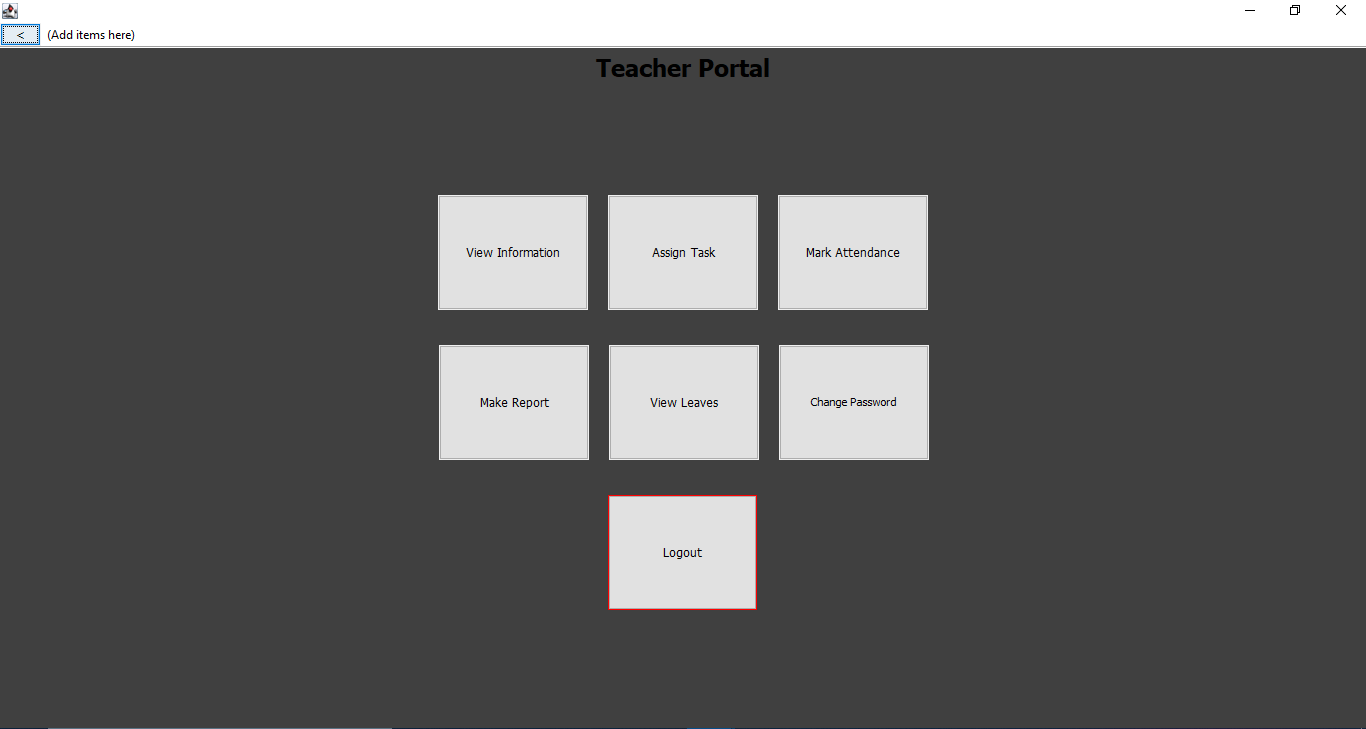 < (Add items here)
Teacher Portal
View Information Assign Task Mark Attendance
Make Report View Leaves Change Password
Logout